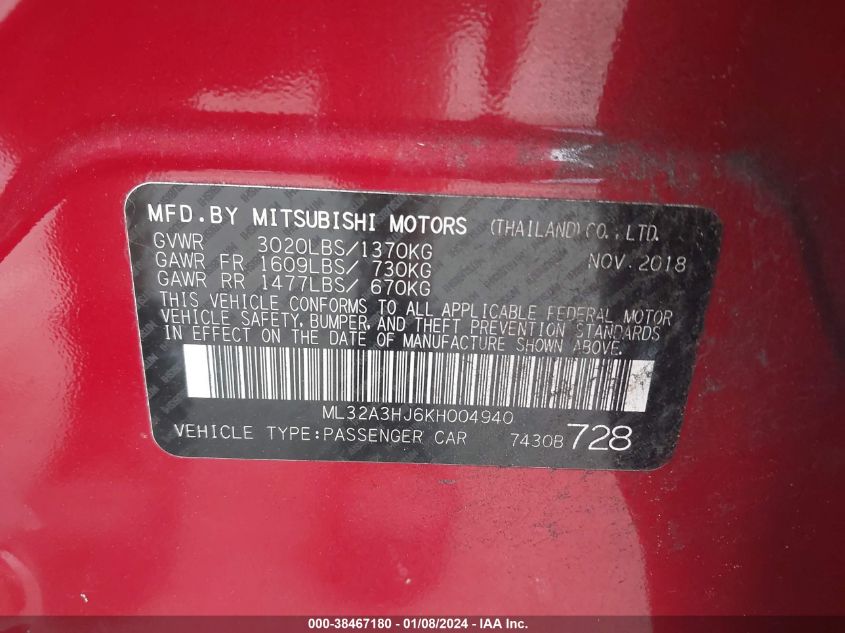 MFD.BY MITSUBISHI MOTORS (THAILAND) CO., LTD.
GVWR 3020LBS/1370KG NOV.2018
GAWR FR 1609LBS/ 730KG
GAWR RR 1477LBS/ 670KG
THIS VEHICLE CONFORMS TO ALL APPLICABLE FEDERAL MOTOR
VEHICLE SAFETY, BUMPER, AND THEFT PREVENTION STANDARDS
IN EFFECT ON THE DATE OF MANUFACTURE SHOWN ABOVE.
ML32A3HJ6KH004940
VEHICLE TYPE:PASSENGER CAR 7430B 728
000-38467180 - 01/08/2024 - IAA Inc.